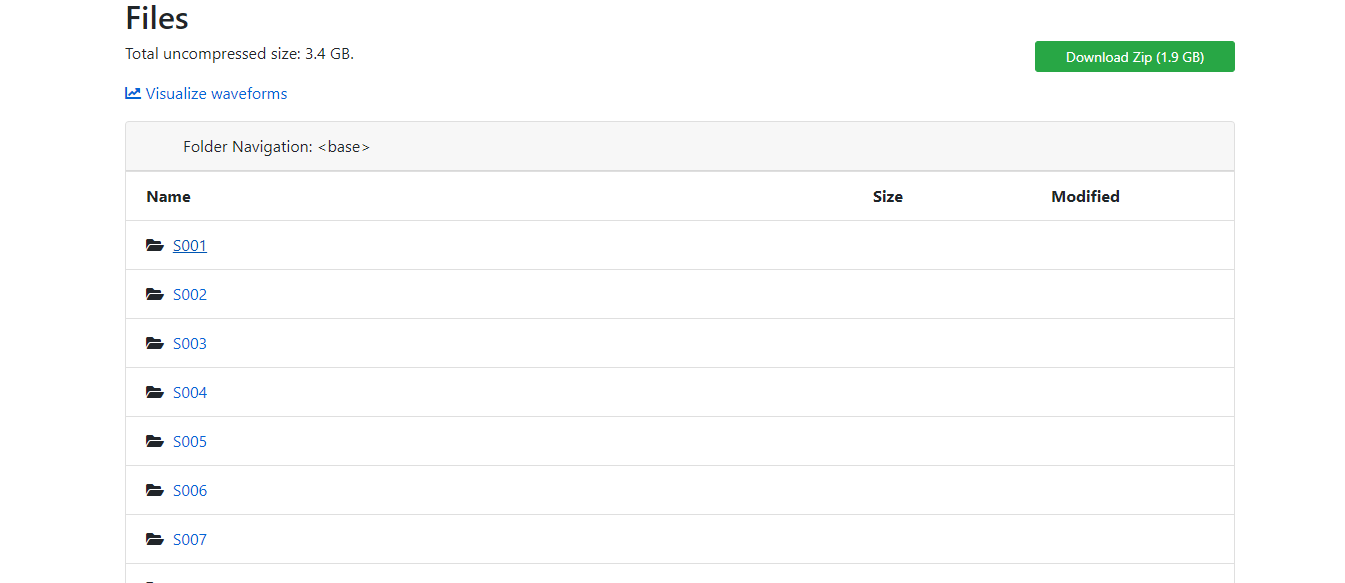 Files
Total uncompressed size: 3.4 GB.
Download Zip (1.9 GB)
Visualize waveforms
Folder Navigation: <base>
Name Size Modified
S001
S002
S003
S004
S005
S006
S007